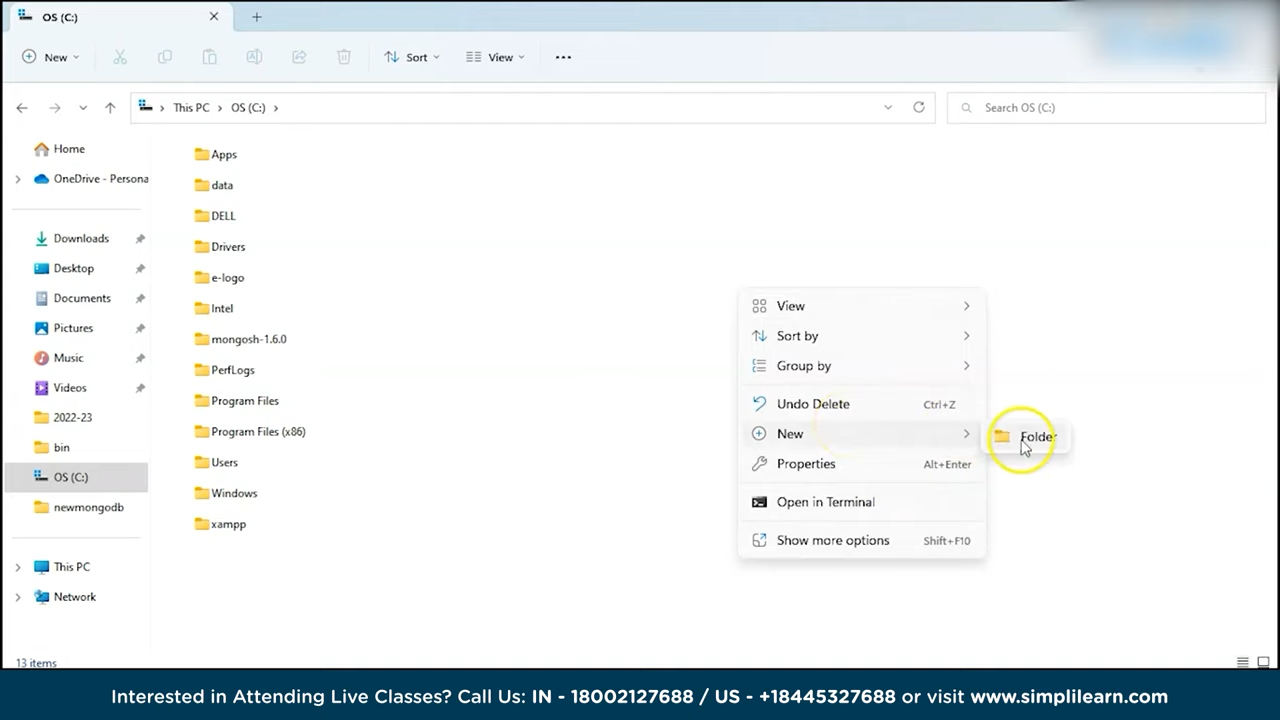 OS (C:)
New
Sort
View
This PC
OS (C:)
Search OS (C:)
Home
OneDrive - Persona
Downloads
Desktop
Documents
Pictures
Music
Videos
2022-23
bin
OS (C:)
newmongodb
This PC
Network
Apps
data
DELL
Drivers
e-logo
Intel
mongosh-1.6.0
PerfLogs
Program Files
Program Files (x86)
Users
Windows
xampp
View
Sort by
Group by
Undo Delete Ctrl+Z
New
Folder
Properties Alt+Enter
Open in Terminal
Show more options Shift+F10
13 items
Interested in Attending Live Classes? Call Us: IN - 18002127688 / US - +18445327688 or visit www.simplilearn.com